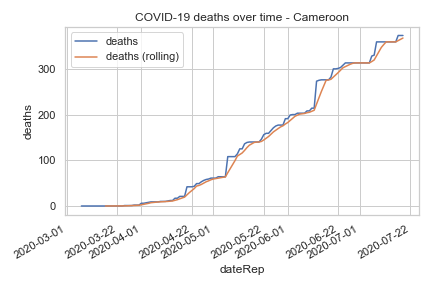 COVID-19 deaths over time - Cameroon
deaths
deaths (rolling)
deaths
300
200
100
0
2020-03-01
2020-03-22
2020-04-01
2020-04-22
2020-05-01
2020-05-22
2020-06-01
2020-06-22
2020-07-01
2020-07-22
dateRep